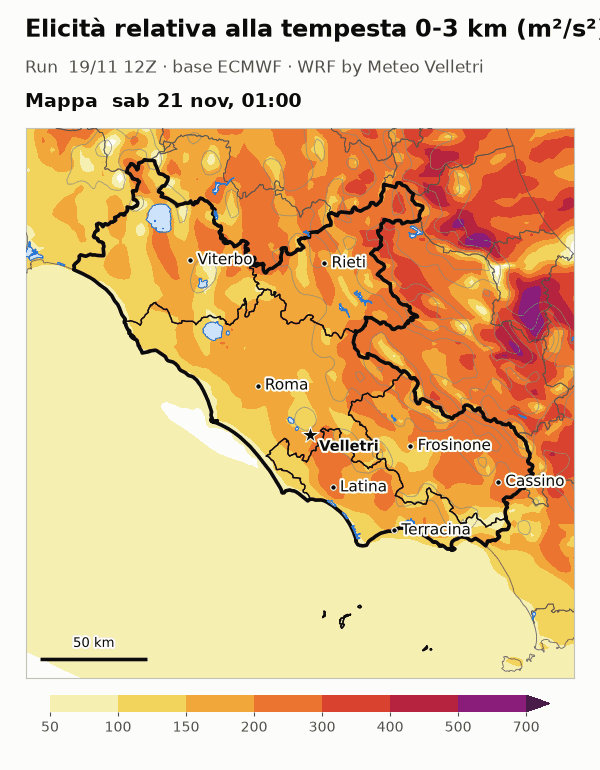 Elicità relativa alla tempesta 0-3 km (m²/s²)
Run 19/11 12Z · base ECMWF · WRF by Meteo Velletri
Mappa sab 21 nov, 01:00
Viterbo
Rieti
Roma
Velletri
Frosinone
Latina
Cassino
Terracina
50 km
50 100 150 200 300 400 500 700